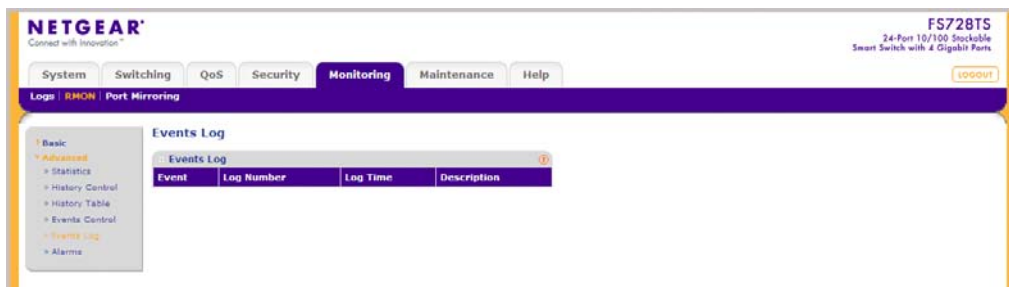 NETGEAR®
Connect with Innovation™
FS728TS
24-Port 10/100 Stackable
Smart Switch with 4 Gigabit Ports
System Switching QoS Security Monitoring Maintenance Help
LOGOUT
Logs | RMON | Port Mirroring
Basic
Advanced
» Statistics
» History Control
» History Table
» Events Control
» Events Log
» Alarms
Events Log
Events Log
Event Log Number Log Time Description